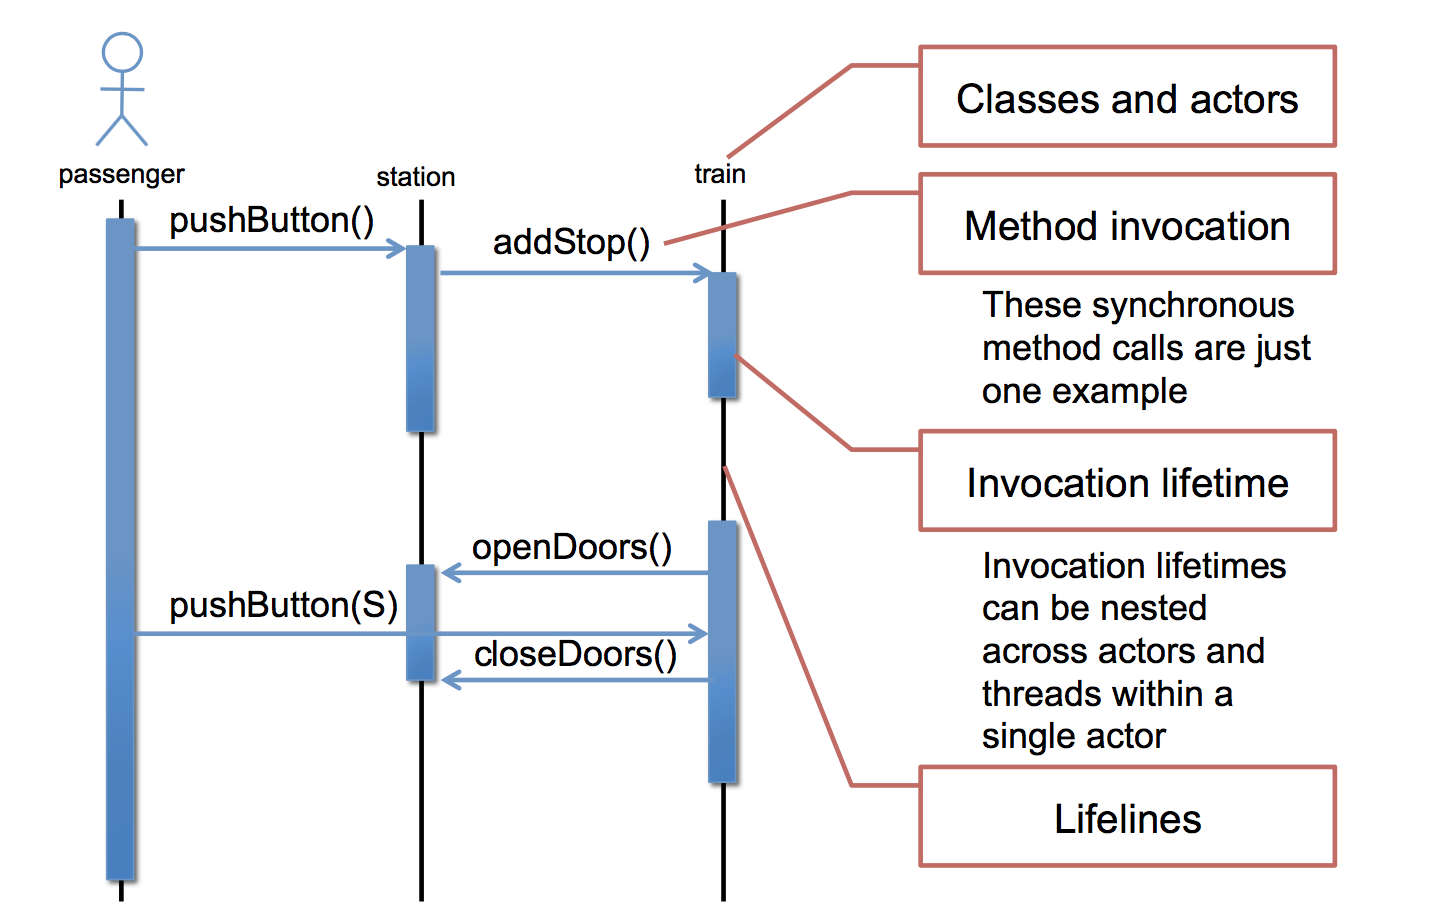 passenger
station
train
pushButton()
addStop()
openDoors()
pushButton(S)
closeDoors()
Classes and actors
Method invocation
These synchronous
method calls are just
one example
Invocation lifetime
Invocation lifetimes
can be nested
across actors and
threads within a
single actor
Lifelines